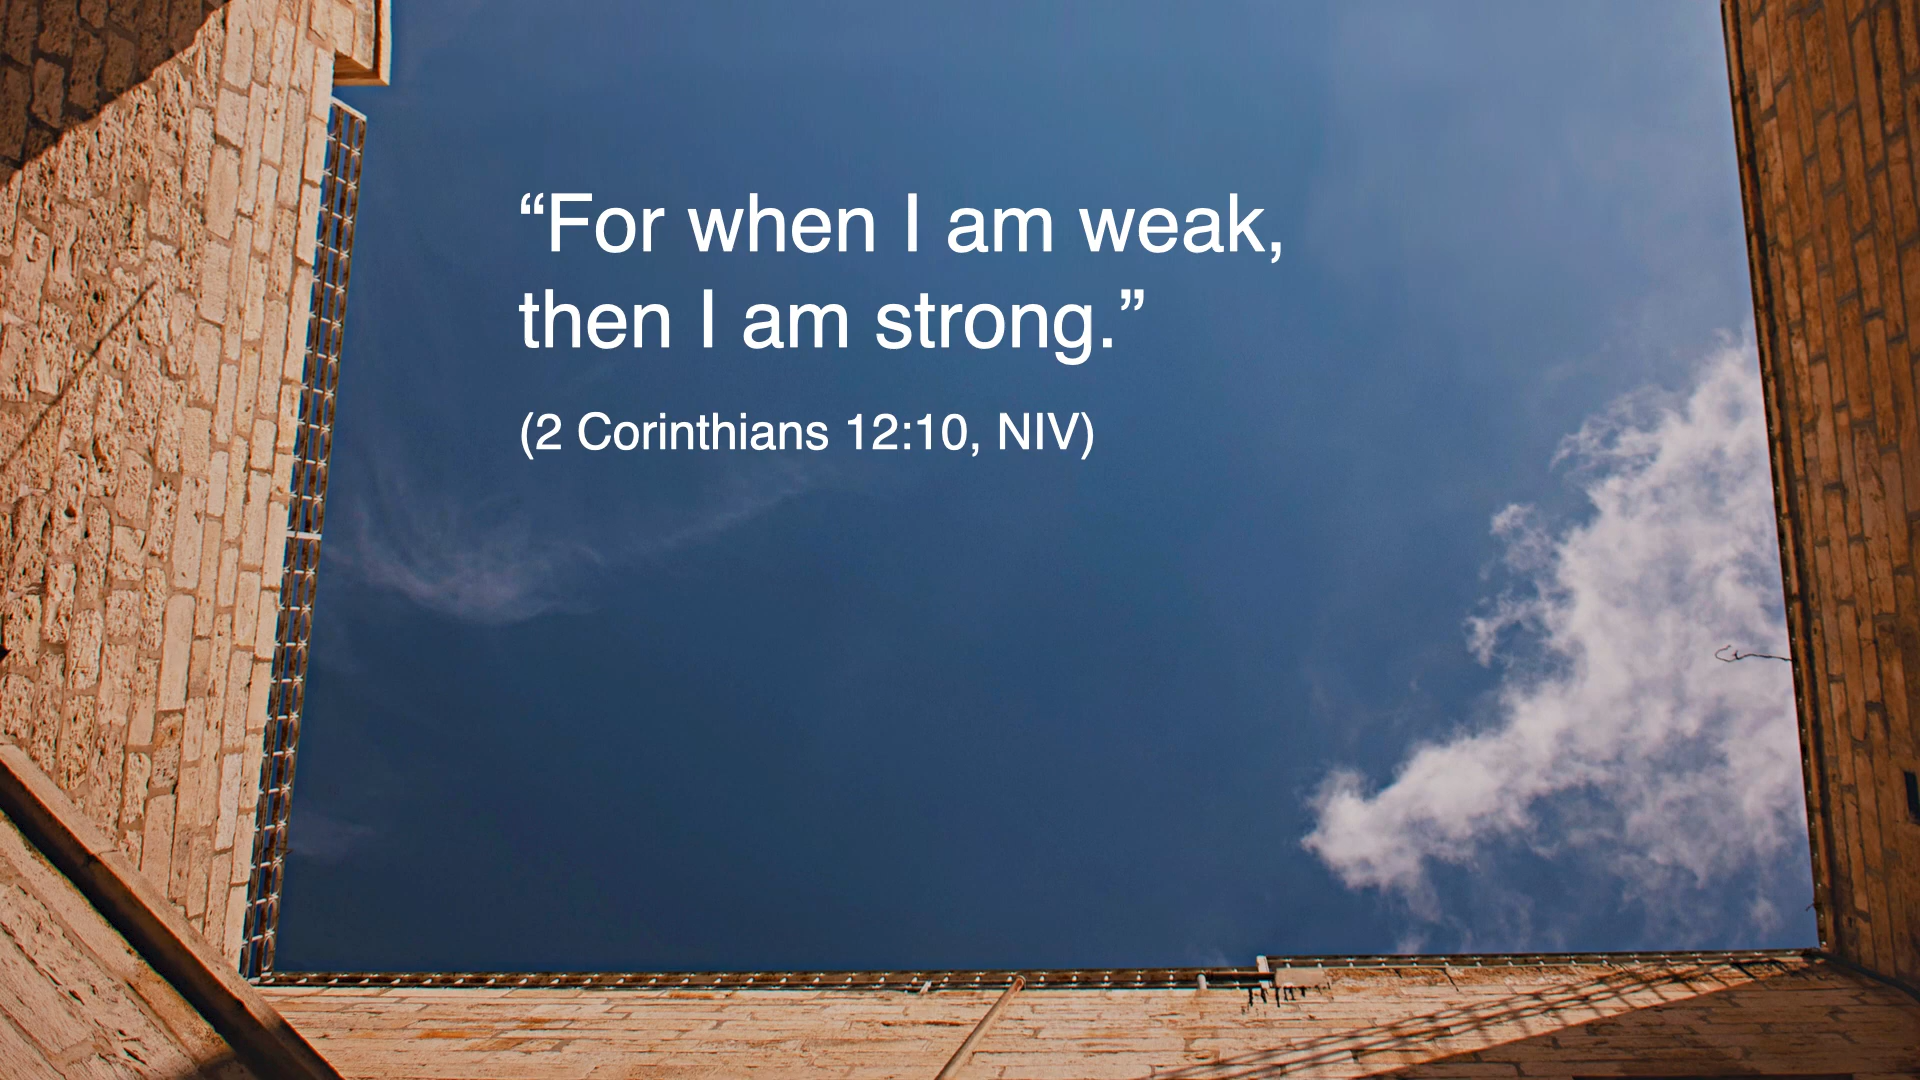 “For when I am weak,
then I am strong.”
(2 Corinthians 12:10, NIV)